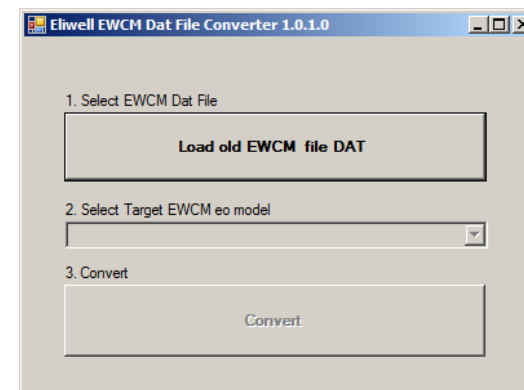 Eliwell EWCM Dat File Converter 1.0.1.0
1. Select EWCM Dat File
Load old EWCM file DAT
2. Select Target EWCM eo model
3. Convert
Convert